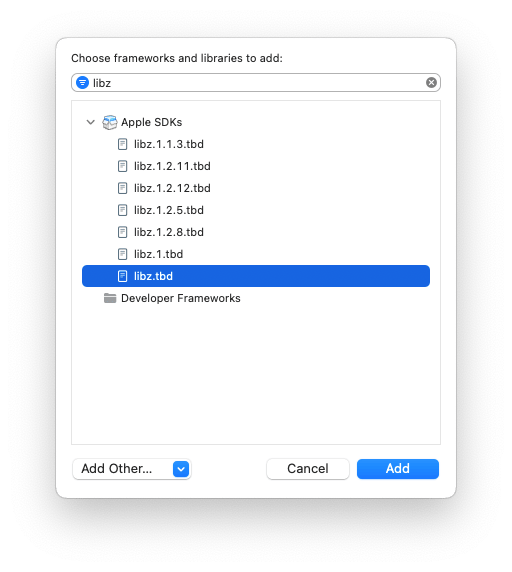 Choose frameworks and libraries to add:
libz
Apple SDKs
libz.1.1.3.tbd
libz.1.2.11.tbd
libz.1.2.12.tbd
libz.1.2.5.tbd
libz.1.2.8.tbd
libz.1.tbd
libz.tbd
Developer Frameworks
Add Other... Cancel Add